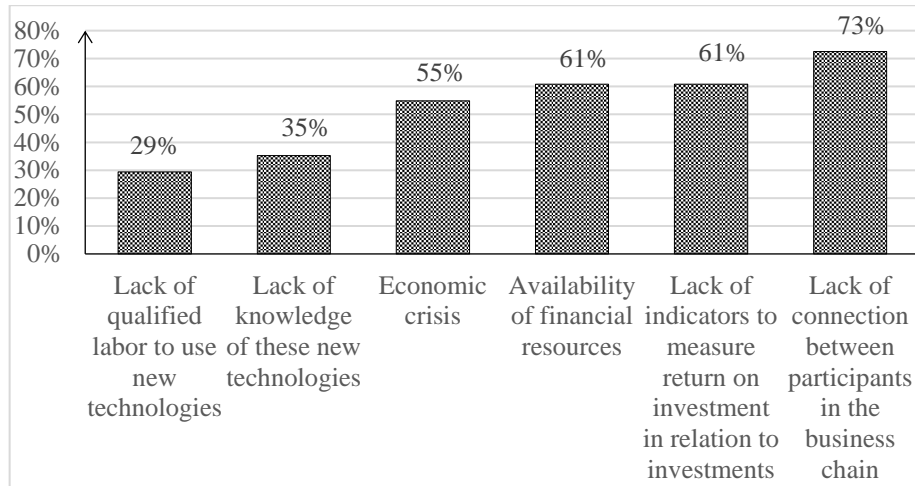 80%
70%
60%
50%
40%
30%
20%
10%
0%
29%
35%
55%
61%
61%
73%
Lack of
qualified
labor to use
new
technologies
Lack of
knowledge
of these new
technologies
Economic
crisis
Availability
of financial
resources
Lack of
indicators to
measure
return on
investment
in relation to
investments
Lack of
connection
between
participants
in the
business
chain